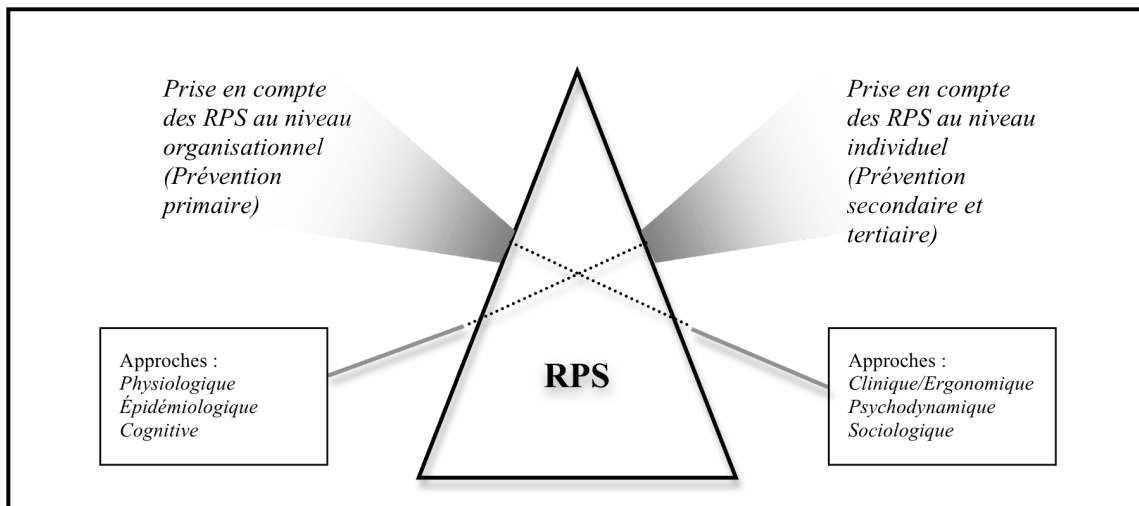 Prise en compte
des RPS au niveau
organisationnel
(Prévention
primaire)
Prise en compte
des RPS au niveau
individuel
(Prévention
secondaire et
tertiaire)
Approches :
Physiologique
Épidémiologique
Cognitive
RPS
Approches :
Clinique/Ergonomique
Psychodynamique
Sociologique